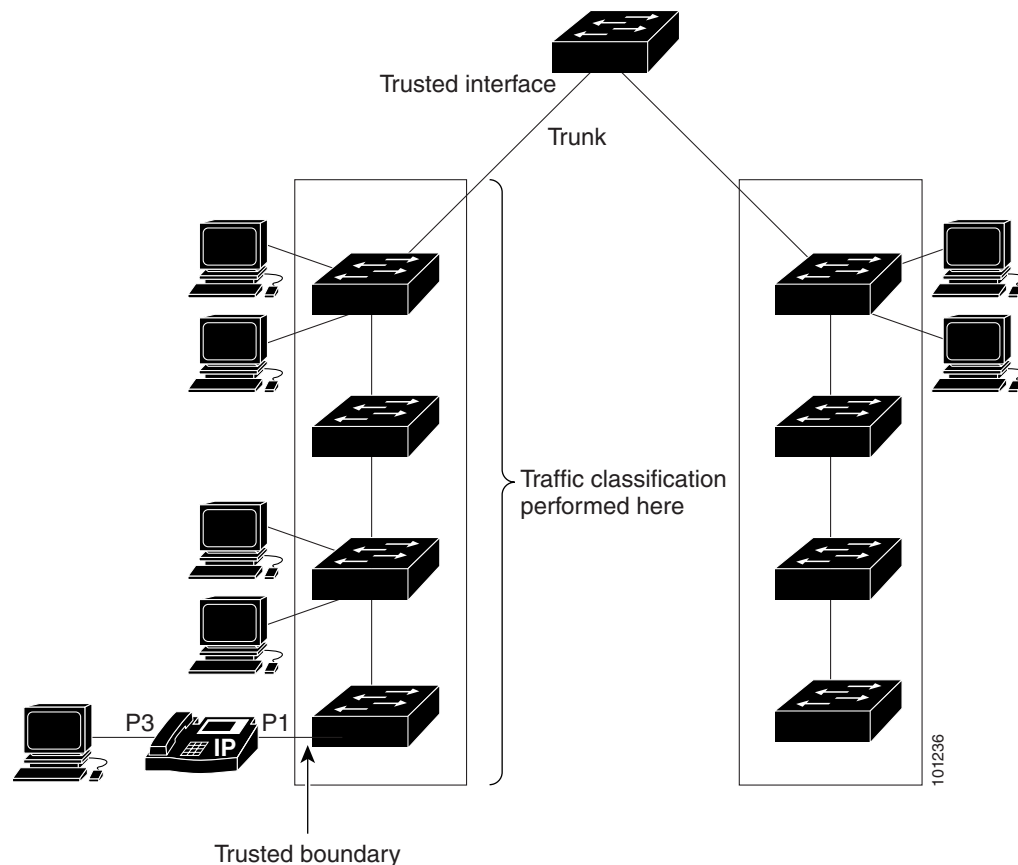 Trusted interface
Trunk
Traffic classification
performed here
P3
IP
P1
101236
Trusted boundary